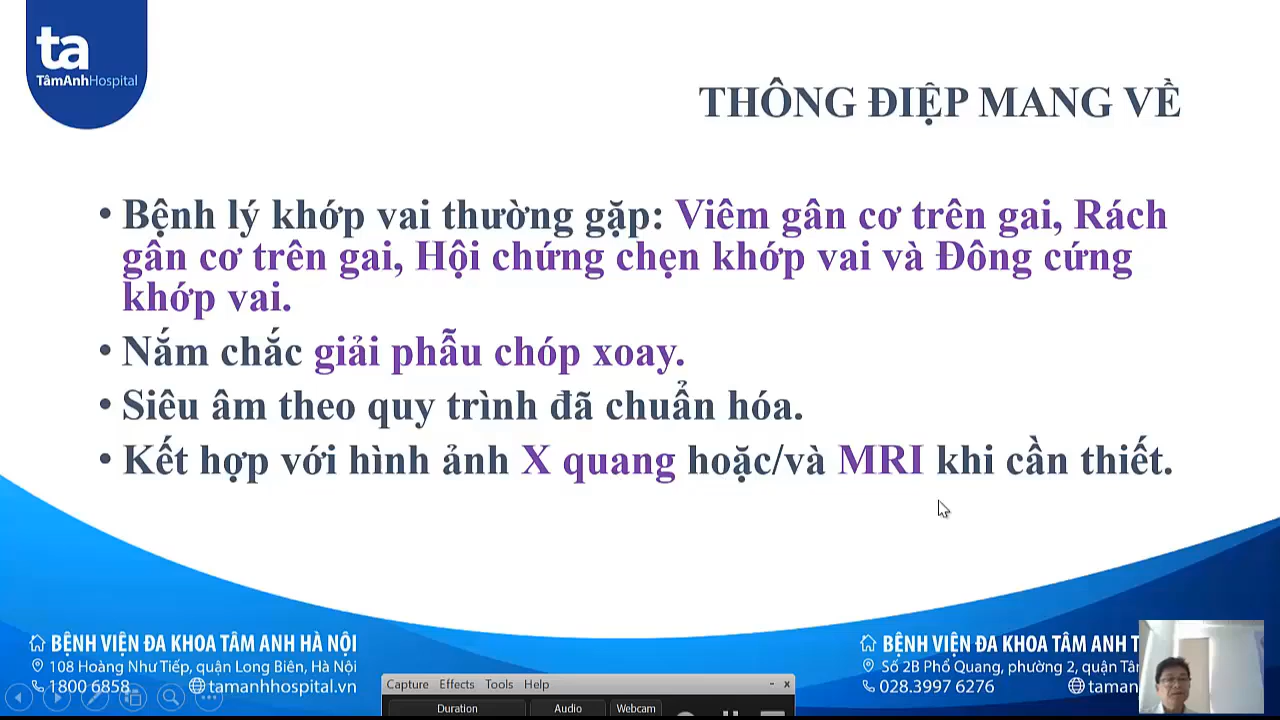 ta
TâmAnhHospital
THÔNG ĐIỆP MANG VỀ
• Bệnh lý khớp vai thường gặp: Viêm gân cơ trên gai, Rách
gân cơ trên gai, Hội chứng chẹn khớp vai và Đông cứng
khớp vai.
• Nắm chắc giải phẫu chóp xoay.
• Siêu âm theo quy trình đã chuẩn hóa.
• Kết hợp với hình ảnh X quang hoặc/và MRI khi cần thiết.
BỆNH VIỆN ĐA KHOA TÂM ANH HÀ NỘI
108 Hoàng Như Tiếp, quận Long Biên, Hà Nội
1800 6858 tamanhhospital.vn
BỆNH VIỆN ĐA KHOA TÂM ANH T
Số 2B Phổ Quang, phường 2, quận Tân
028.3997 6276 taman
Capture Effects Tools Help
Duration Audio Webcam